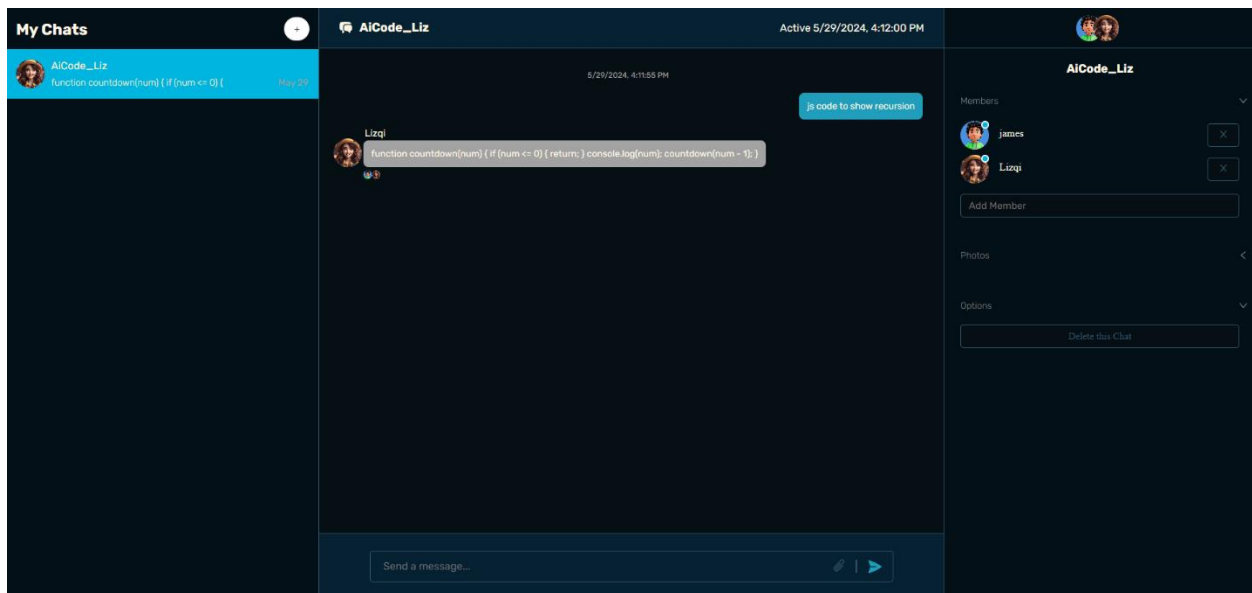 My Chats
+
AiCode_Liz
function countdown(num) { if (num <= 0) {
May 29
AiCode_Liz
Active 5/29/2024, 4:12:00 PM
5/29/2024, 4:11:55 PM
js code to show recursion
Lizqi
function countdown(num) { if (num <= 0) { return; } console.log(num); countdown(num - 1); }
Send a message...
AiCode_Liz
Members
james
X
Lizqi
X
Add Member
Photos
Options
Delete this Chat